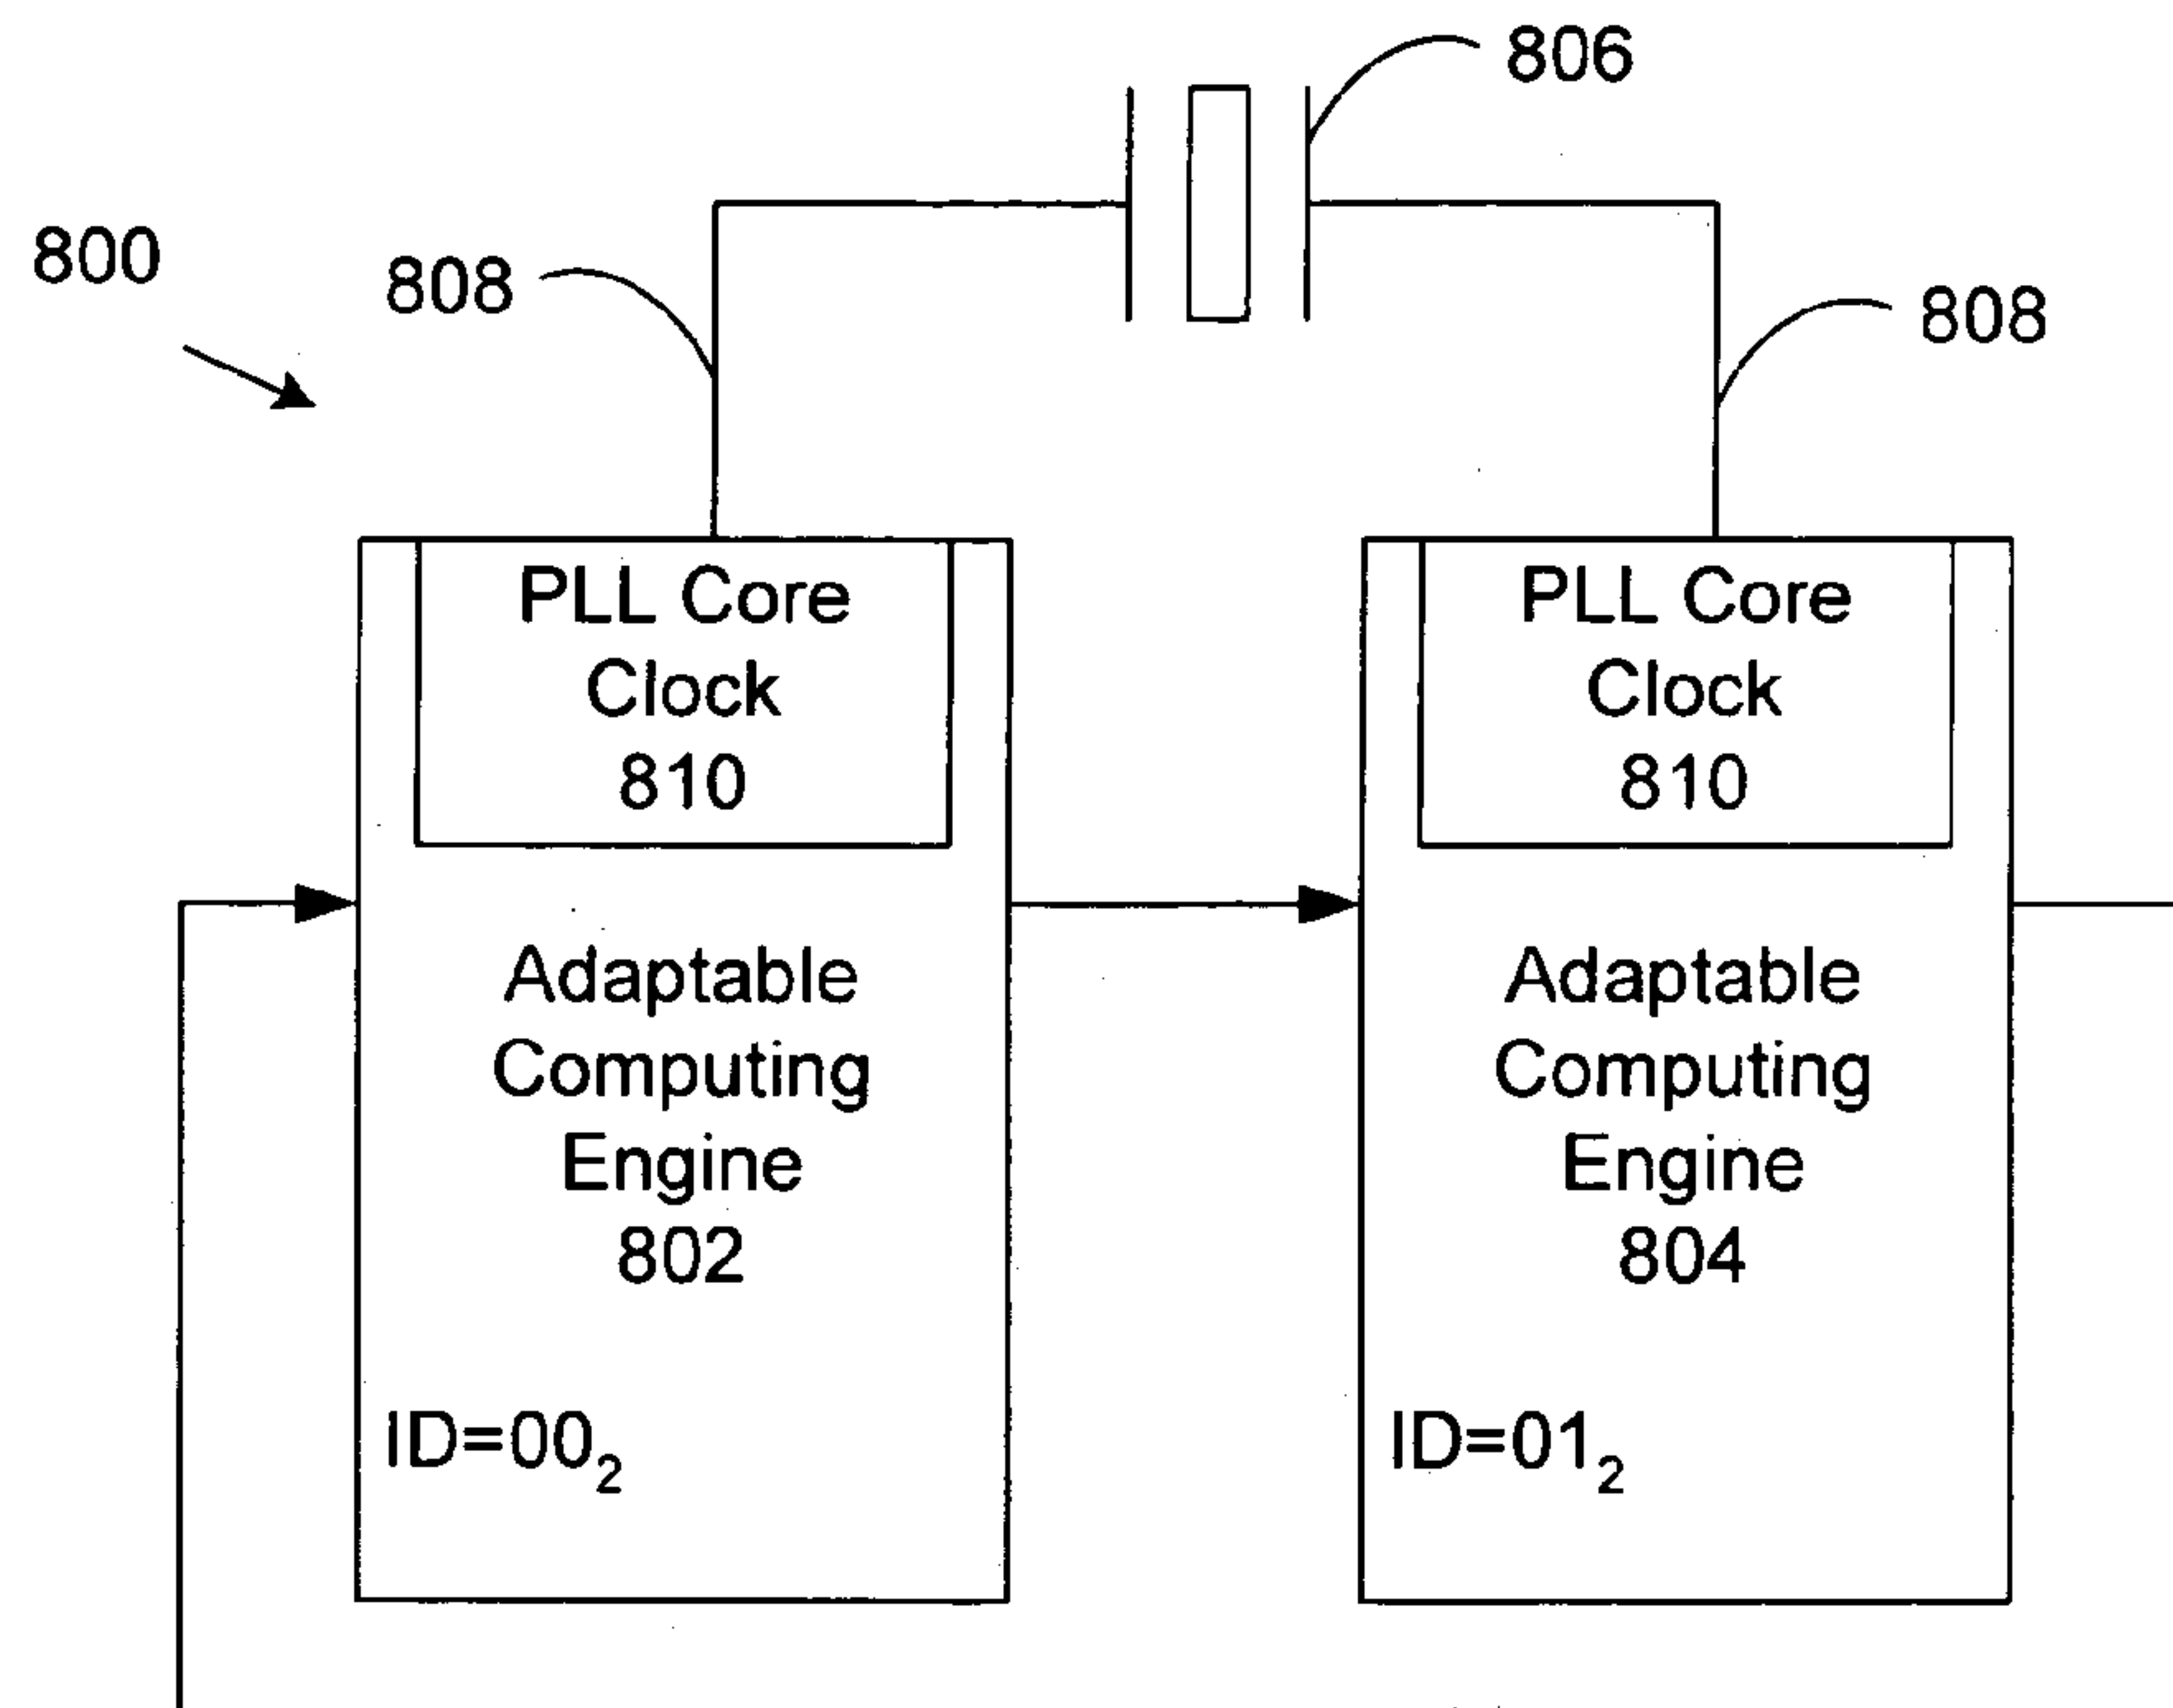 806
800
808
808
PLL Core
Clock
810
PLL Core
Clock
810
Adaptable
Computing
Engine
802
Adaptable
Computing
Engine
804
ID=00₂
ID=01₂